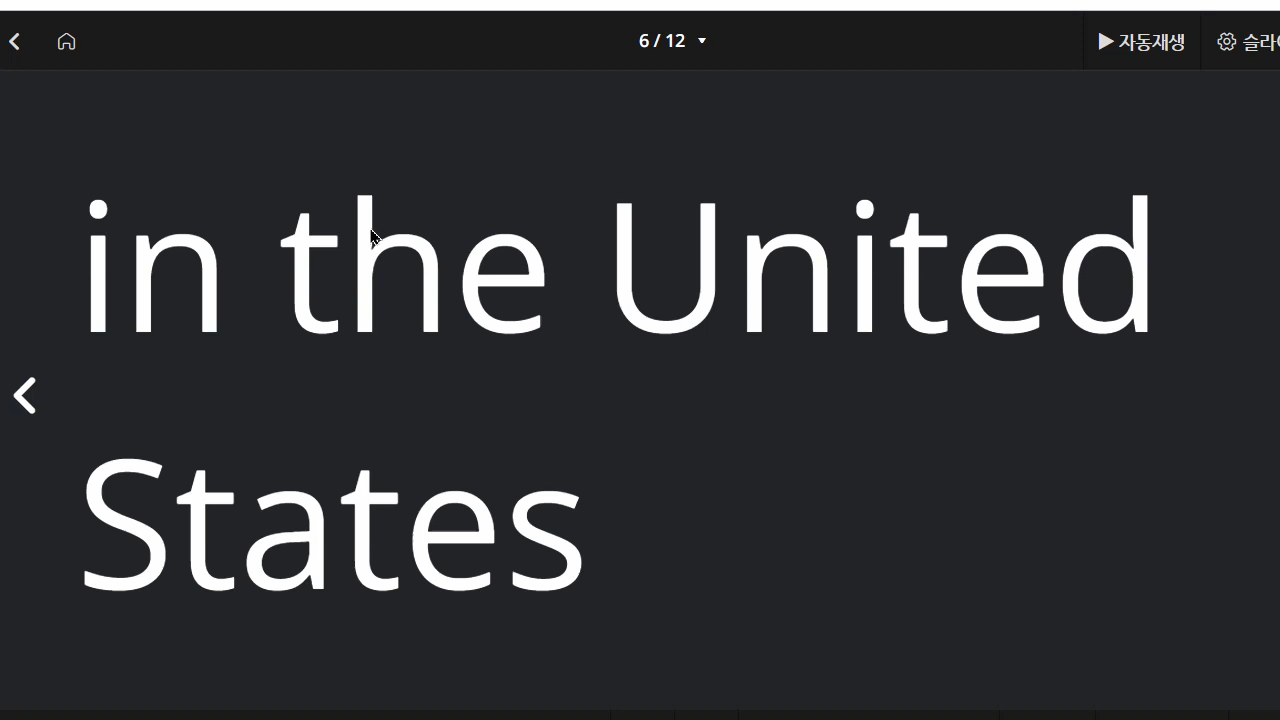 6 / 12
자동재생
in the United
States